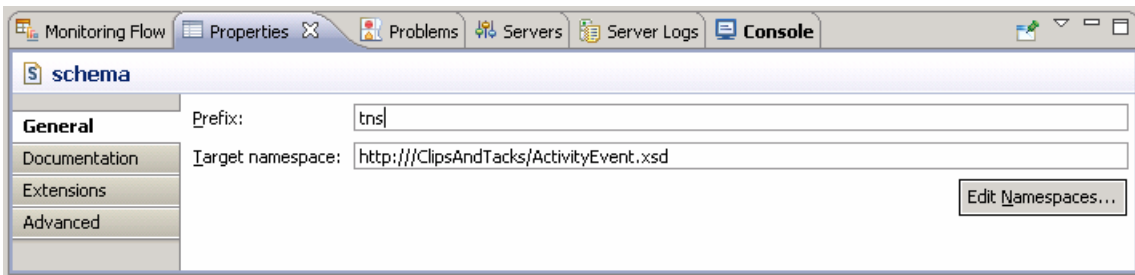 Monitoring Flow Properties Problems Servers Server Logs Console
S schema
General Prefix: tns
Documentation Target namespace: http:///ClipsAndTacks/ActivityEvent.xsd
Extensions Edit Namespaces...
Advanced